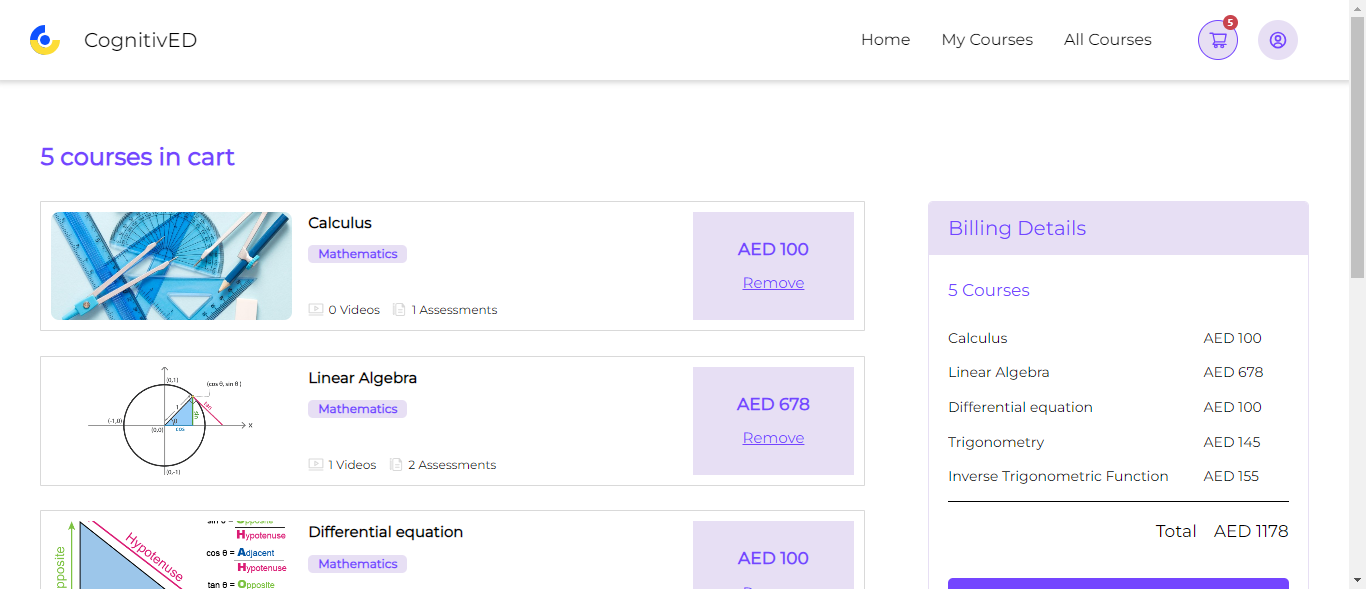 CognitivED
Home
My Courses
All Courses
5
5 courses in cart
Calculus
Mathematics
0 Videos
1 Assessments
AED 100
Remove
(0,1)
(cos θ, sin θ )
1
tan
sin
θ
(-1,0)
(0,0)
cos
x
(0,-1)
Linear Algebra
Mathematics
1 Videos
2 Assessments
AED 678
Remove
Hypotenuse
sin θ = Opposite
Hypotenuse
cos θ = Adjacent
Hypotenuse
tan θ = Opposite
Differential equation
Mathematics
AED 100
Billing Details
5 Courses
Calculus AED 100
Linear Algebra AED 678
Differential equation AED 100
Trigonometry AED 145
Inverse Trigonometric Function AED 155
Total AED 1178